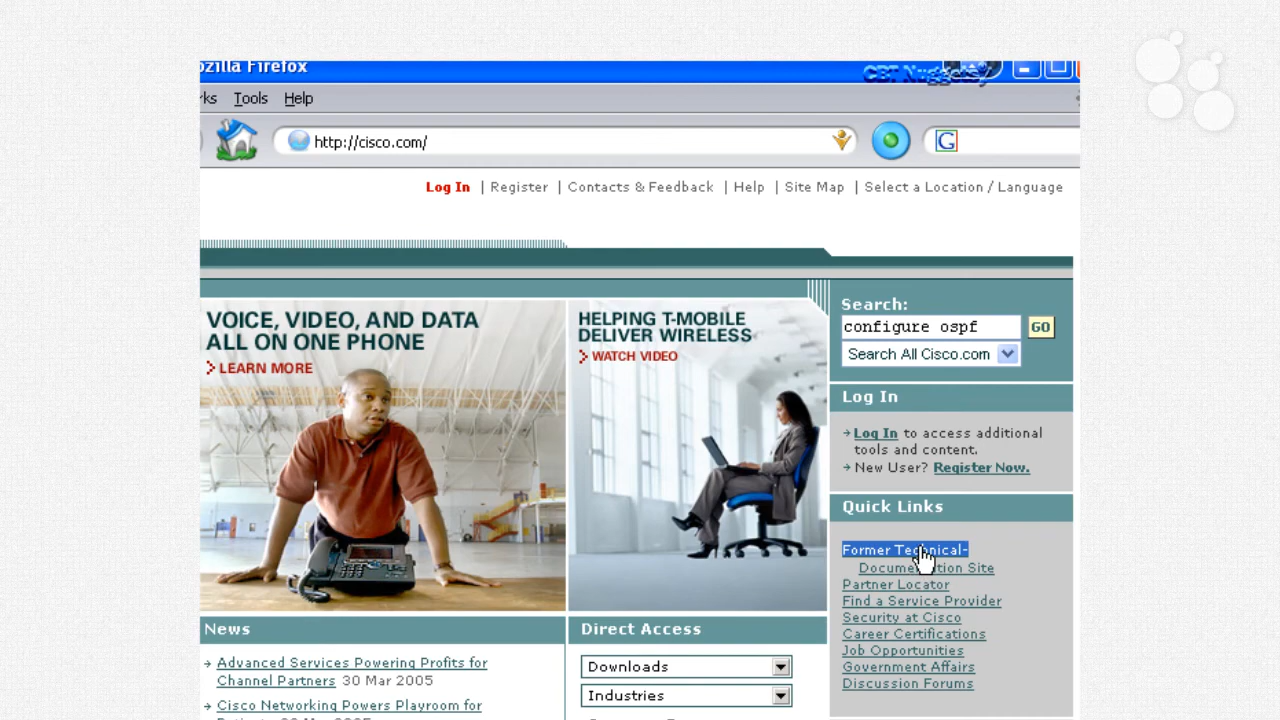 ozilla Firefox
CBT Nuggets
rks Tools Help
http://cisco.com/
G
Log In | Register | Contacts & Feedback | Help | Site Map | Select a Location / Language
VOICE, VIDEO, AND DATA
ALL ON ONE PHONE
LEARN MORE
HELPING T-MOBILE
DELIVER WIRELESS
WATCH VIDEO
Search:
configure ospf
GO
Search All Cisco.com
Log In
Log In to access additional
tools and content.
New User? Register Now.
Quick Links
Former Technical-
Documentation Site
Partner Locator
Find a Service Provider
Security at Cisco
Career Certifications
Job Opportunities
Government Affairs
Discussion Forums
News
Advanced Services Powering Profits for
Channel Partners 30 Mar 2005
Cisco Networking Powers Playroom for
Direct Access
Downloads
Industries